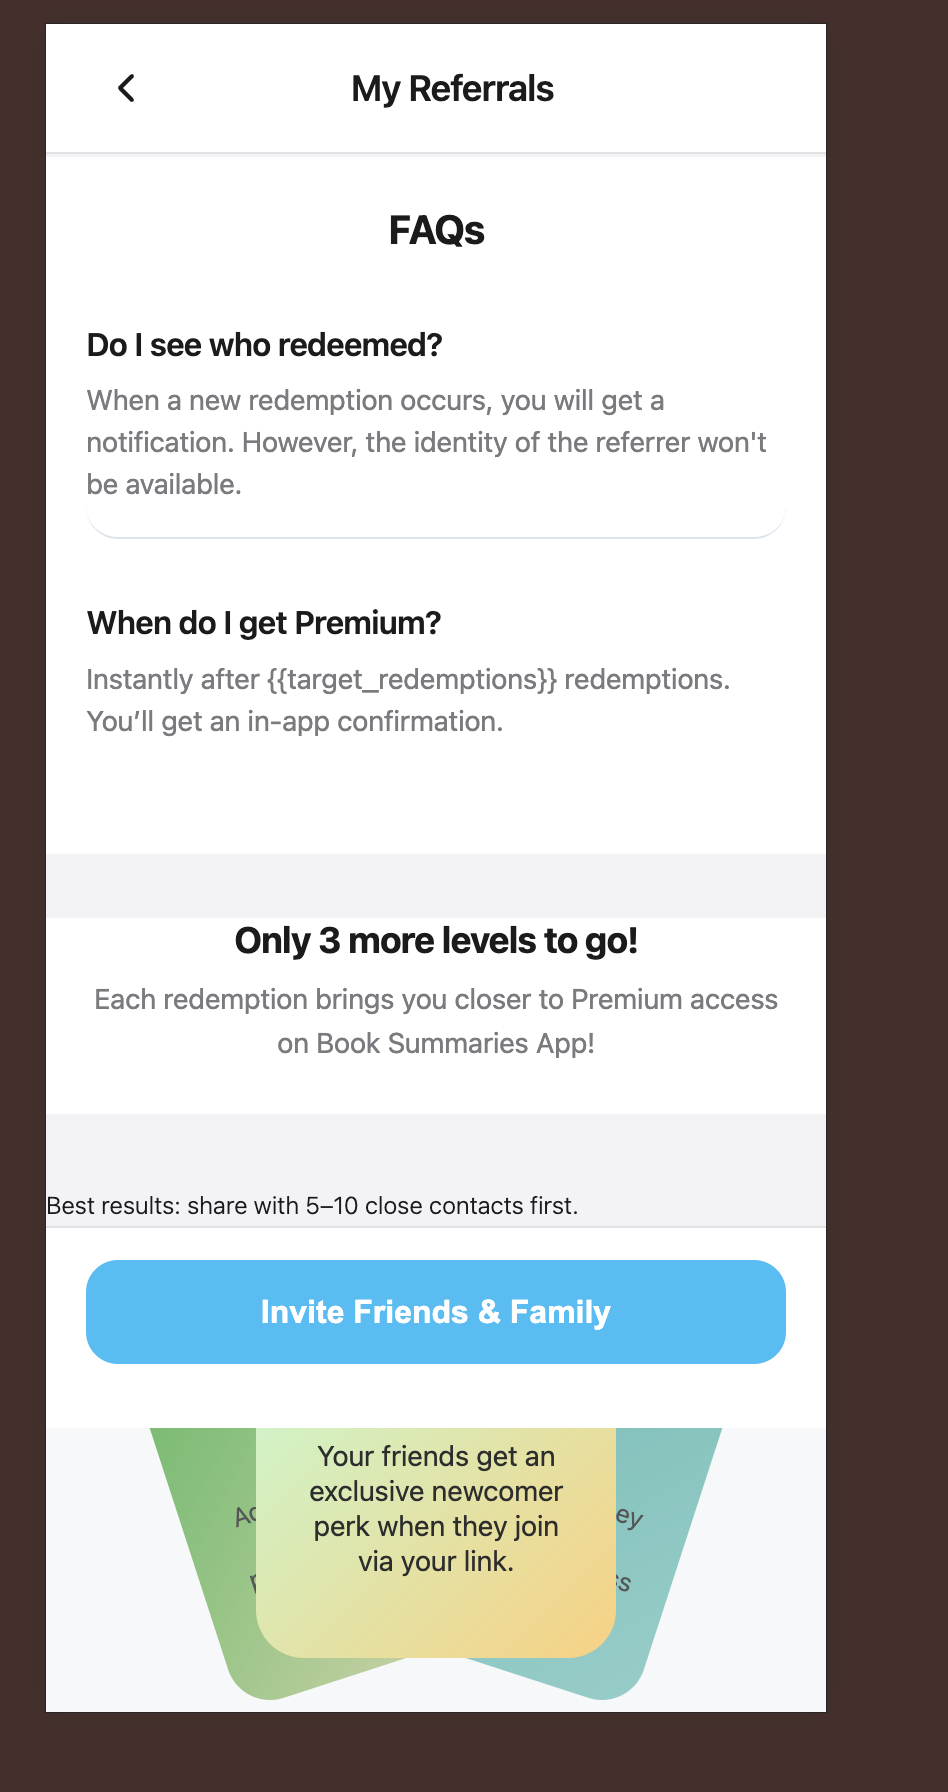 My Referrals
FAQs
Do I see who redeemed?
When a new redemption occurs, you will get a
notification. However, the identity of the referrer won't
be available.
When do I get Premium?
Instantly after {{target_redemptions}} redemptions.
You’ll get an in-app confirmation.
Only 3 more levels to go!
Each redemption brings you closer to Premium access
on Book Summaries App!
Best results: share with 5–10 close contacts first.
Invite Friends & Family
Your friends get an
exclusive newcomer
perk when they join
via your link.